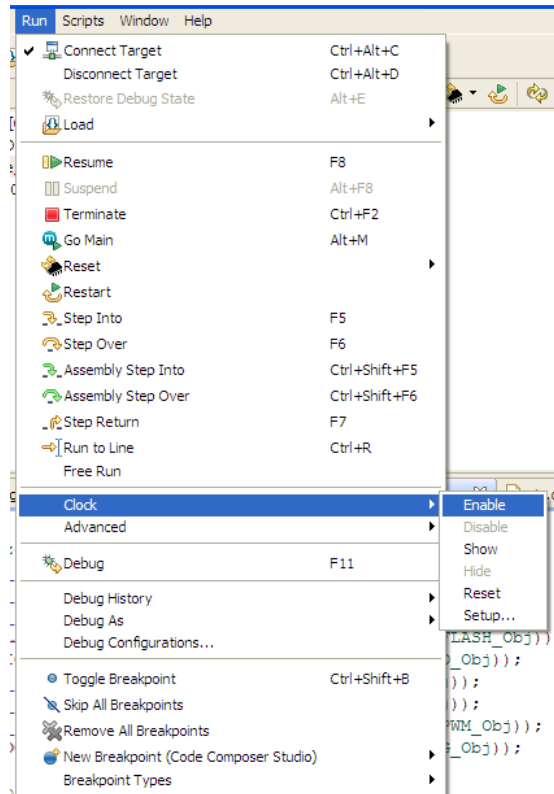 Run Scripts Window Help
Connect Target Ctrl+Alt+C
Disconnect Target Ctrl+Alt+D
Restore Debug State Alt+E
Load
Resume F8
Suspend Alt+F8
Terminate Ctrl+F2
Go Main Alt+M
Reset
Restart
Step Into F5
Step Over F6
Assembly Step Into Ctrl+Shift+F5
Assembly Step Over Ctrl+Shift+F6
Step Return F7
Run to Line Ctrl+R
Free Run
Clock
Advanced
Debug F11
Debug History
Debug As
Debug Configurations...
Toggle Breakpoint Ctrl+Shift+B
Skip All Breakpoints
Remove All Breakpoints
New Breakpoint (Code Composer Studio)
Breakpoint Types
Enable
Disable
Show
Hide
Reset
Setup...
LASH_Obj))
_Obj));
));
));
WM_Obj));
_Obj));